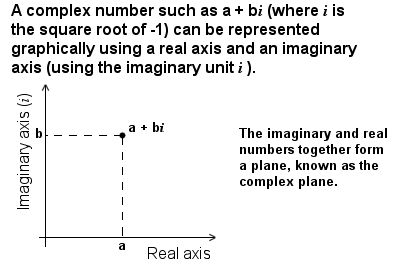 A complex number such as a + bi (where i is
the square root of -1) can be represented
graphically using a real axis and an imaginary
axis (using the imaginary unit i ).
Imaginary axis (i)
b
a + bi
The imaginary and real
numbers together form
a plane, known as the
complex plane.
a
Real axis